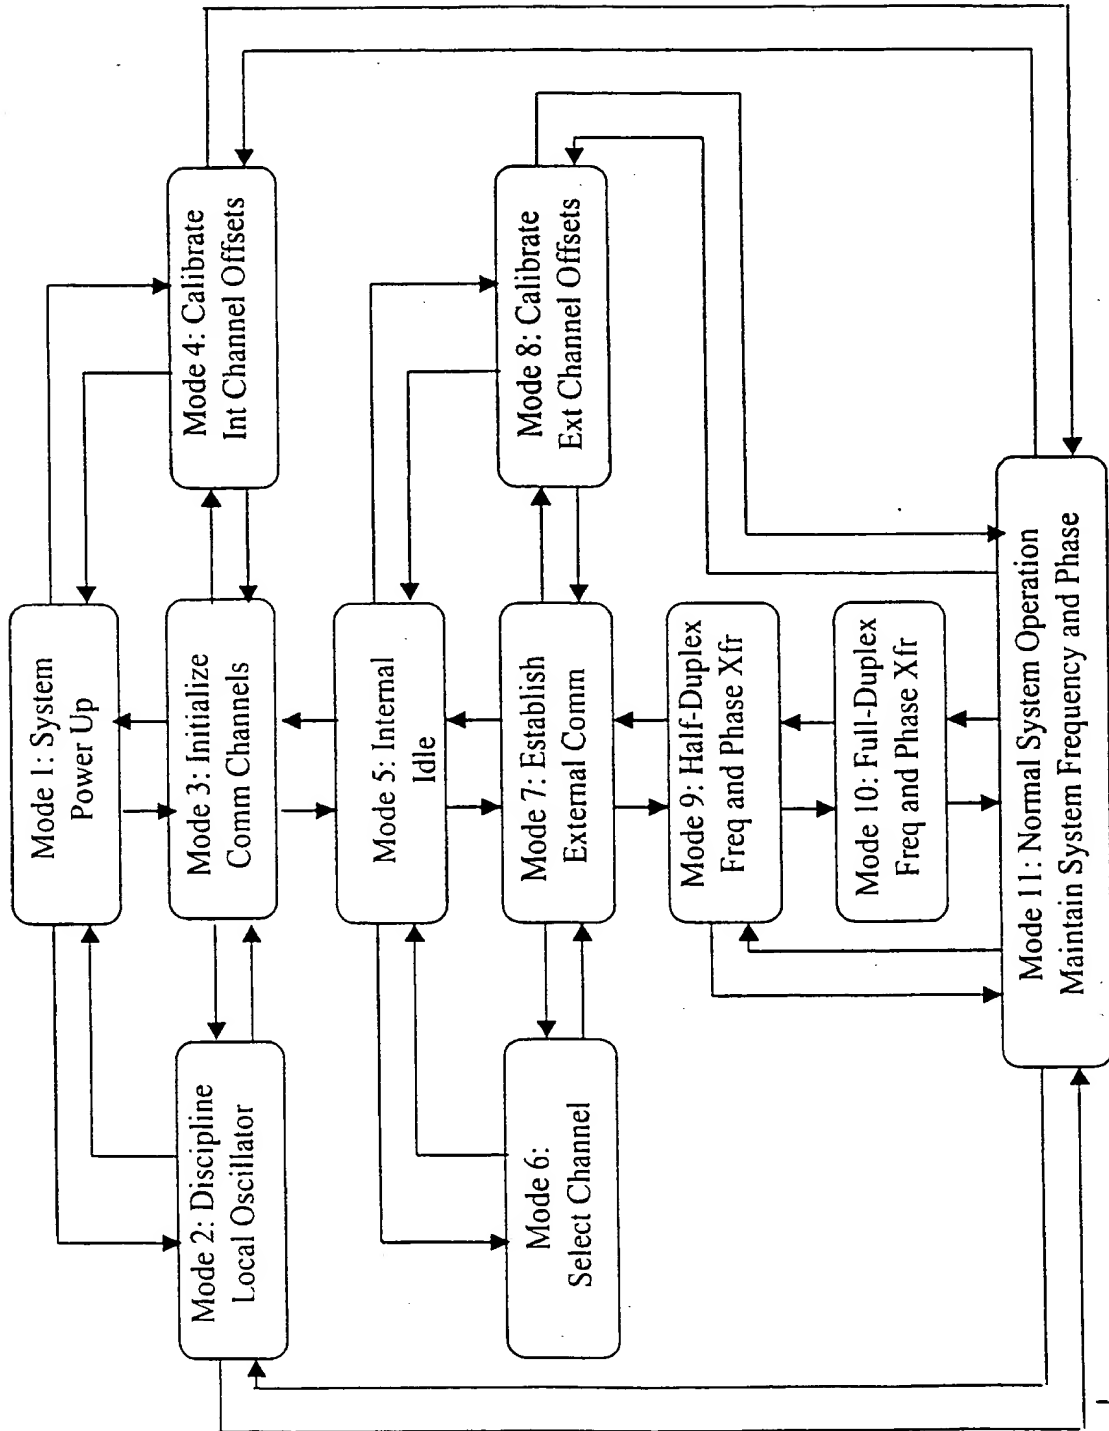 Mode 1: System
Power Up
Mode 2: Discipline
Local Oscillator
Mode 3: Initialize
Comm Channels
Mode 4: Calibrate
Int Channel Offsets
Mode 5: Internal
Idle
Mode 6:
Select Channel
Mode 7: Establish
External Comm
Mode 8: Calibrate
Ext Channel Offsets
Mode 9: Half-Duplex
Freq and Phase Xfr
Mode 10: Full-Duplex
Freq and Phase Xfr
Mode 11: Normal System Operation
Maintain System Frequency and Phase